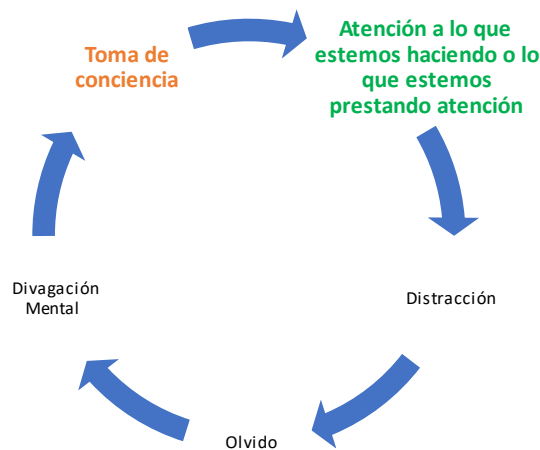 Toma de
conciencia
Atención a lo que
estemos haciendo o lo
que estemos
prestando atención
Distracción
Olvido
Divagación
Mental